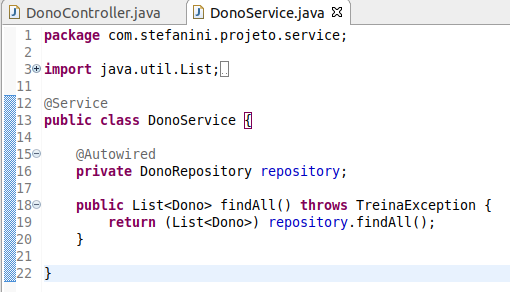 DonoController.java DonoService.java
1 package com.stefanini.projeto.service;
2
3 import java.util.List;
11
12 @Service
13 public class DonoService {
14
15 @Autowired
16 private DonoRepository repository;
17
18 public List<Dono> findAll() throws TreinaException {
19 return (List<Dono>) repository.findAll();
20 }
21
22 }